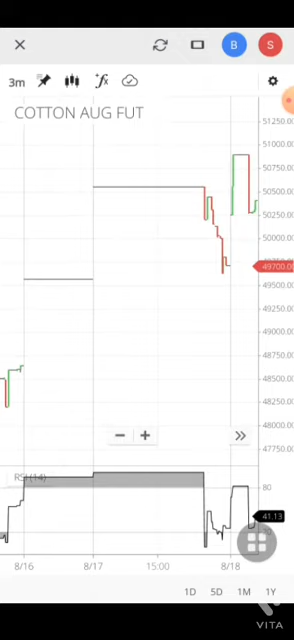 B S
3m fx
COTTON AUG FUT
51250.00
51000.00
50750.00
50500.00
50250.00
50000.00
49700.00
49500.00
49250.00
49000.00
48750.00
48500.00
48250.00
48000.00
47750.00
RSI (14)
80
41.13
8/16 8/17 15:00 8/18
1D 5D 1M 1Y
VITA